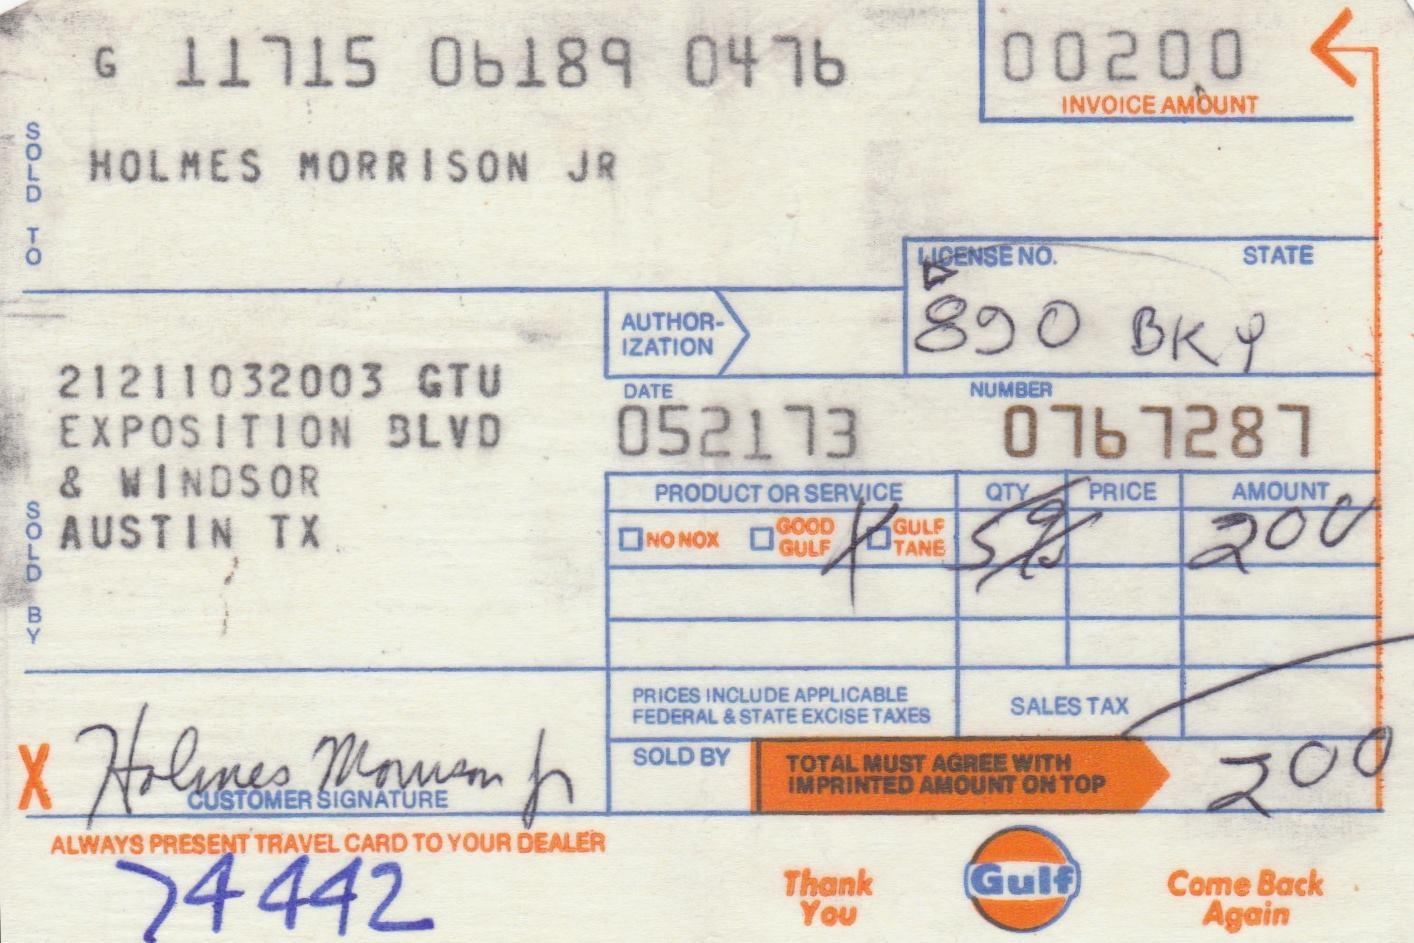 G 11715 06189 0476
00200
INVOICE AMOUNT
SOLD TO
HOLMES MORRISON JR
LICENSE NO. STATE
890 BKY
AUTHOR-
IZATION
21211032003 GTU
EXPOSITION BLVD
& WINDSOR
AUSTIN TX
SOLD BY
DATE NUMBER
052173 0767287
PRODUCT OR SERVICE QTY PRICE AMOUNT
NO NOX GOOD GULF GULF TANE 200
PRICES INCLUDE APPLICABLE
FEDERAL & STATE EXCISE TAXES
SALES TAX
SOLD BY
TOTAL MUST AGREE WITH
IMPRINTED AMOUNT ON TOP
200
X Holmes Morrison Jr
CUSTOMER SIGNATURE
ALWAYS PRESENT TRAVEL CARD TO YOUR DEALER
74442
Thank
You
Gulf
Come Back
Again